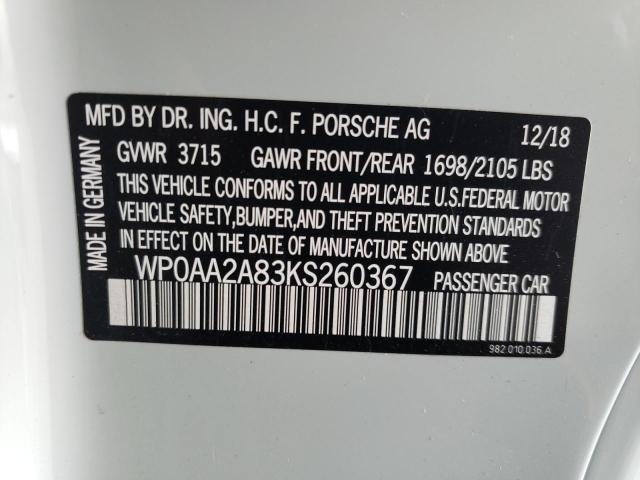 MFD BY DR. ING. H.C. F. PORSCHE AG 12/18
GVWR 3715 GAWR FRONT/REAR 1698/2105 LBS
THIS VEHICLE CONFORMS TO ALL APPLICABLE U.S.FEDERAL MOTOR
VEHICLE SAFETY,BUMPER,AND THEFT PREVENTION STANDARDS
IN EFFECT ON THE DATE OF MANUFACTURE SHOWN ABOVE.
WP0AA2A83KS260367 PASSENGER CAR
982.010.036.A
MADE IN GERMANY